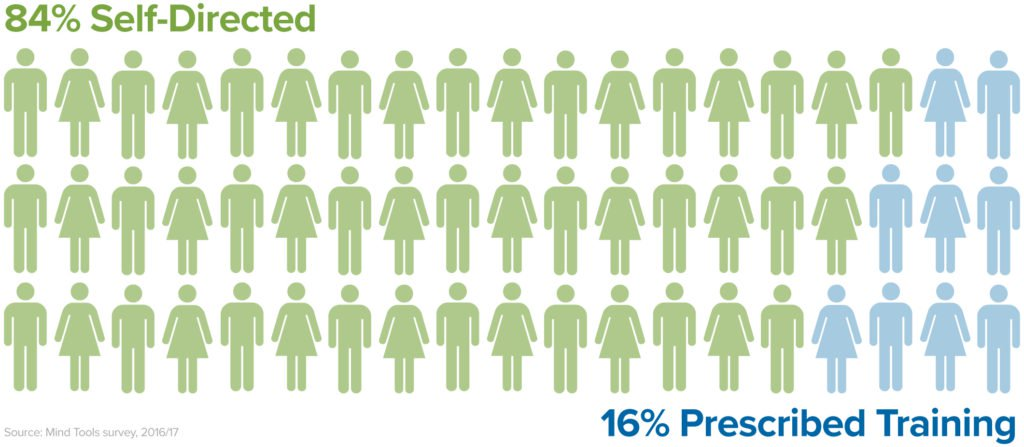 84% Self-Directed
Source: Mind Tools survey, 2016/17
16% Prescribed Training